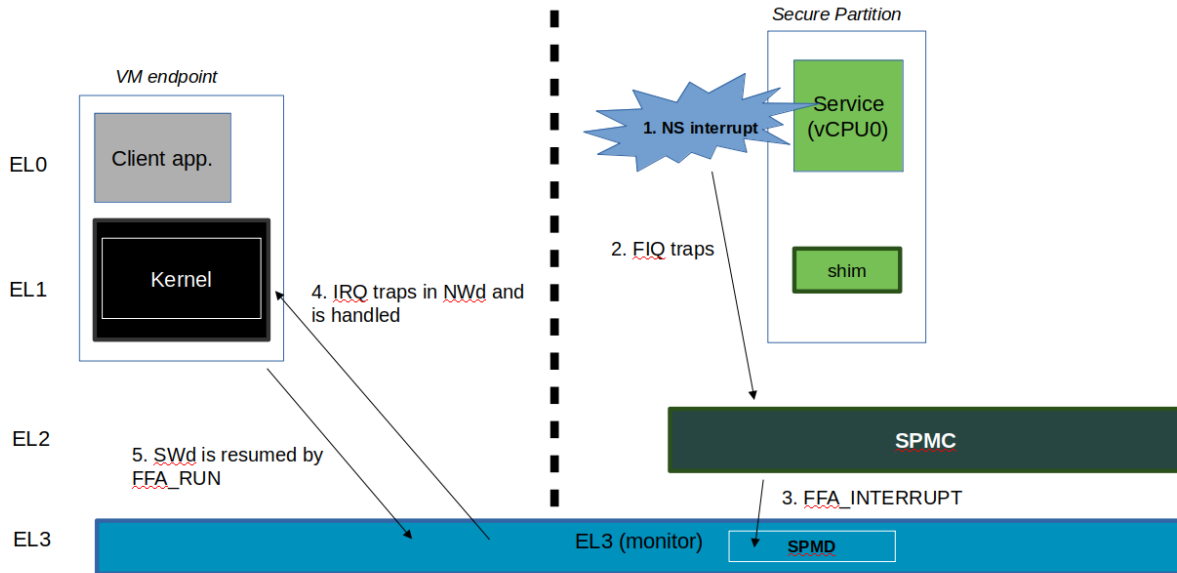 Secure Partition
VM endpoint
Service
(vCPU0)
1. NS interrupt
Client app.
EL0
2. FIQ traps
shim
Kernel
EL1
4. IRQ traps in NWd and
is handled
EL2
SPMC
5. SWd is resumed by
FFA_RUN
3. FFA_INTERRUPT
EL3
EL3 (monitor)
SPMD